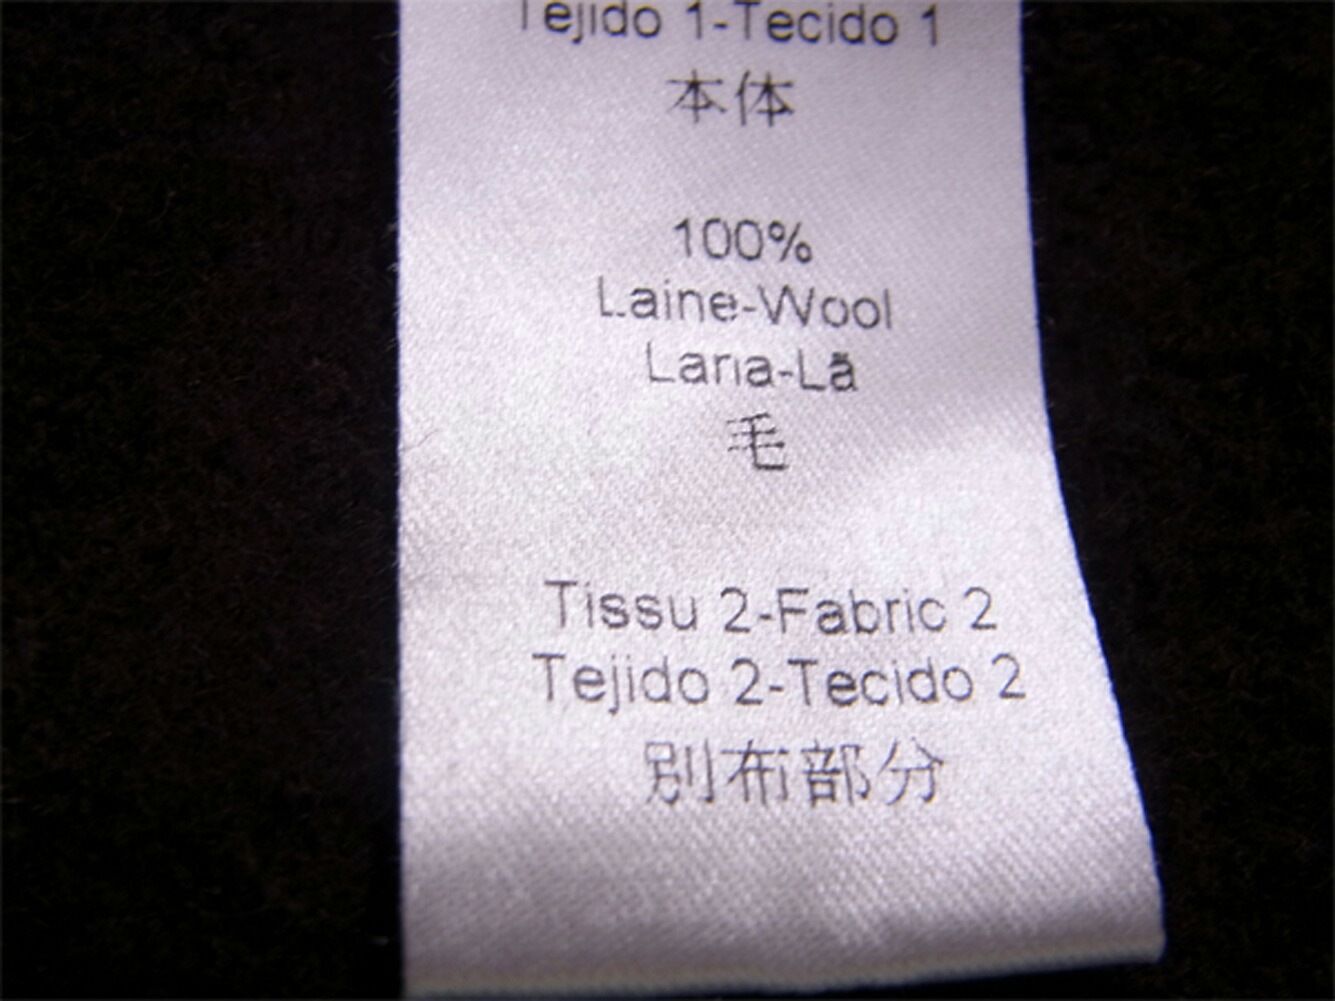 Tejido 1-Tecido 1
本体
100%
Laine-Wool
Lana-Lã
毛
Tissu 2-Fabric 2
Tejido 2-Tecido 2
別布部分